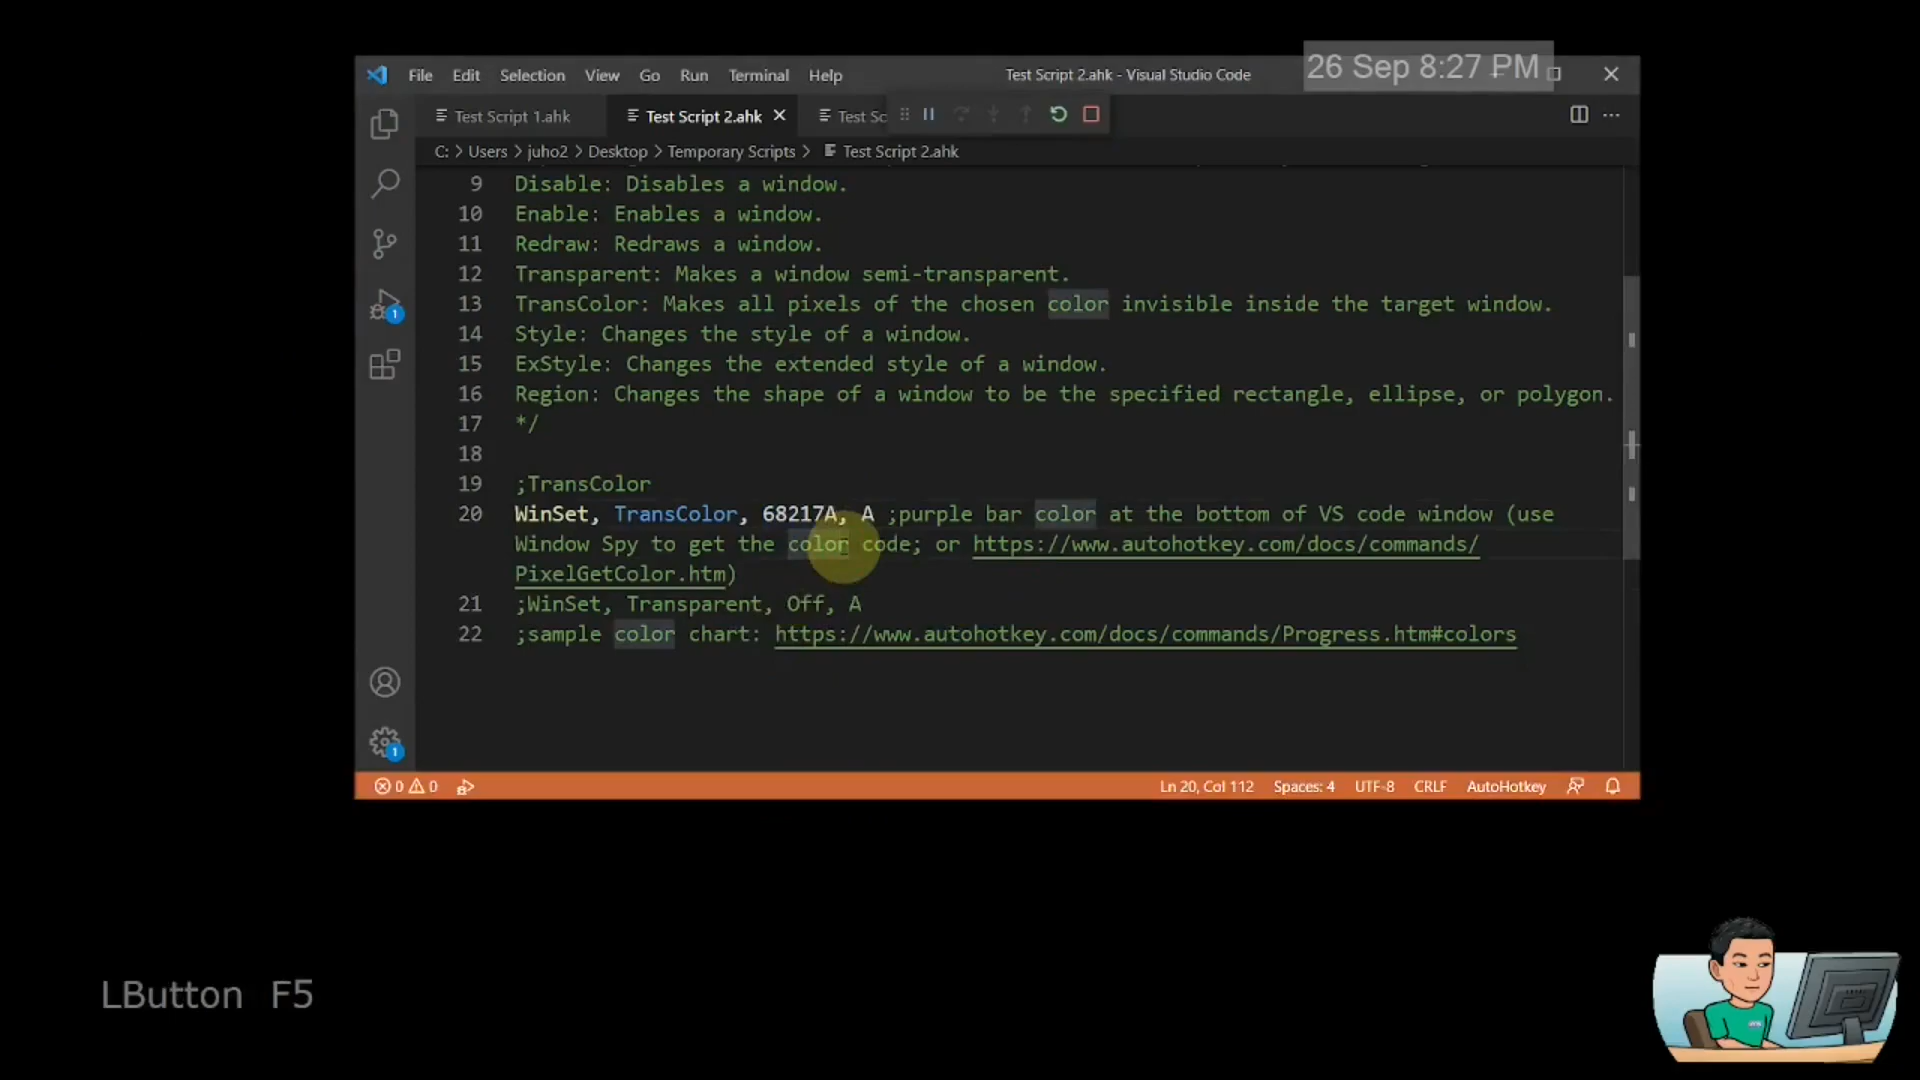 26 Sep 8:27 PM
File Edit Selection View Go Run Terminal Help Test Script 2.ahk - Visual Studio Code
Test Script 1.ahk Test Script 2.ahk Test Sc
C: > Users > juho2 > Desktop > Temporary Scripts > Test Script 2.ahk
9 Disable: Disables a window.
10 Enable: Enables a window.
11 Redraw: Redraws a window.
12 Transparent: Makes a window semi-transparent.
13 TransColor: Makes all pixels of the chosen color invisible inside the target window.
14 Style: Changes the style of a window.
15 ExStyle: Changes the extended style of a window.
16 Region: Changes the shape of a window to be the specified rectangle, ellipse, or polygon.
17 */
18
19 ;TransColor
20 WinSet, TransColor, 68217A, A ;purple bar color at the bottom of VS code window (use
Window Spy to get the color code; or https://www.autohotkey.com/docs/commands/
PixelGetColor.htm)
21 ;WinSet, Transparent, Off, A
22 ;sample color chart: https://www.autohotkey.com/docs/commands/Progress.htm#colors
1
1
0 0 Ln 20, Col 112 Spaces: 4 UTF-8 CRLF AutoHotkey
LButton F5